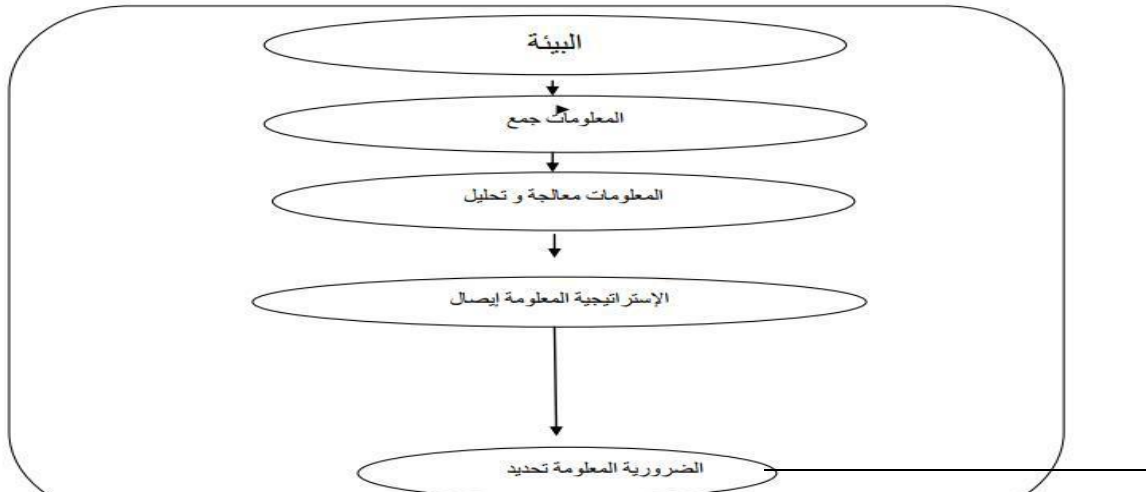 البيئة
المعلومات جمع
المعلومات معالجة و تحليل
الإستراتيجية المعلومة إيصال
الضرورية المعلومة تحديد